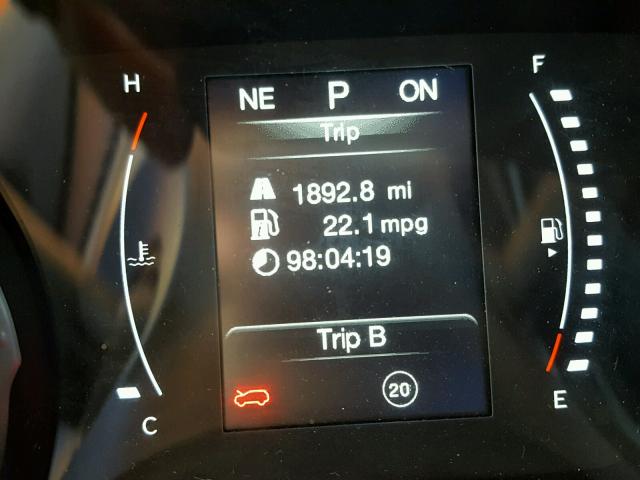 H
F
NE P ON
Trip
1892.8 mi
22.1 mpg
98:04:19
Trip B
20
C
E